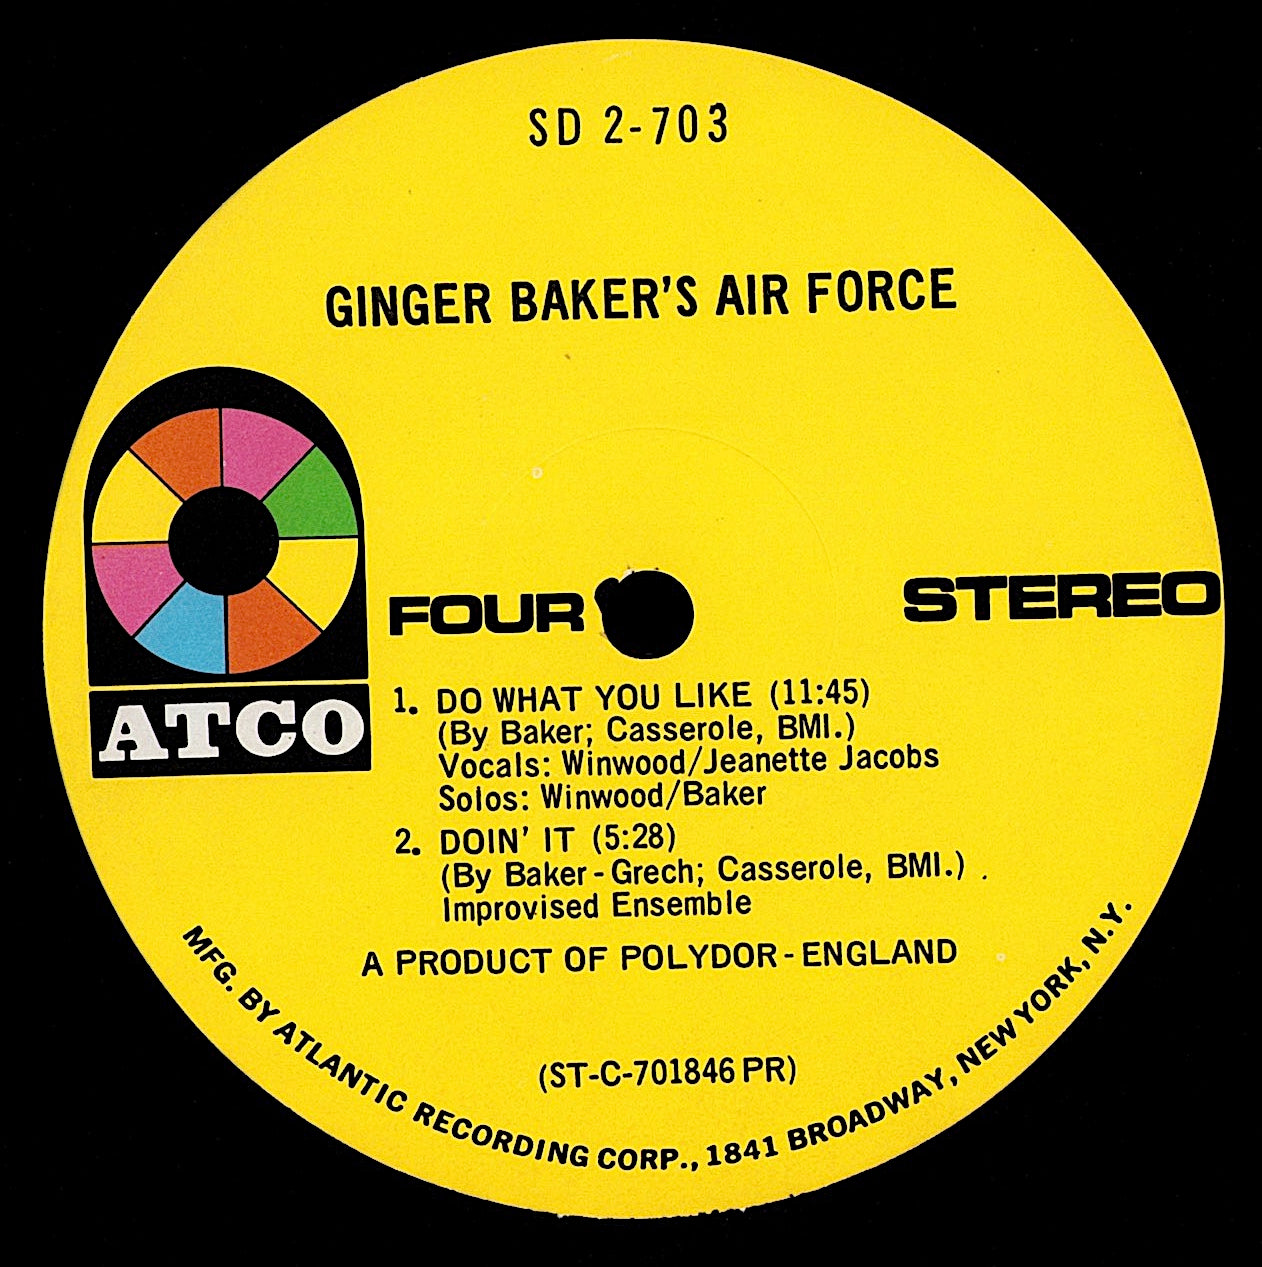 SD 2-703
GINGER BAKER'S AIR FORCE
ATCO
FOUR
STEREO
1. DO WHAT YOU LIKE (11:45)
(By Baker; Casserole, BMI.)
Vocals: Winwood/Jeanette Jacobs
Solos: Winwood/Baker
2. DOIN' IT (5:28)
(By Baker-Grech; Casserole, BMI.)
Improvised Ensemble
A PRODUCT OF POLYDOR-ENGLAND
(ST-C-701846 PR)
MFG. BY ATLANTIC RECORDING CORP., 1841 BROADWAY, NEW YORK, N.Y.